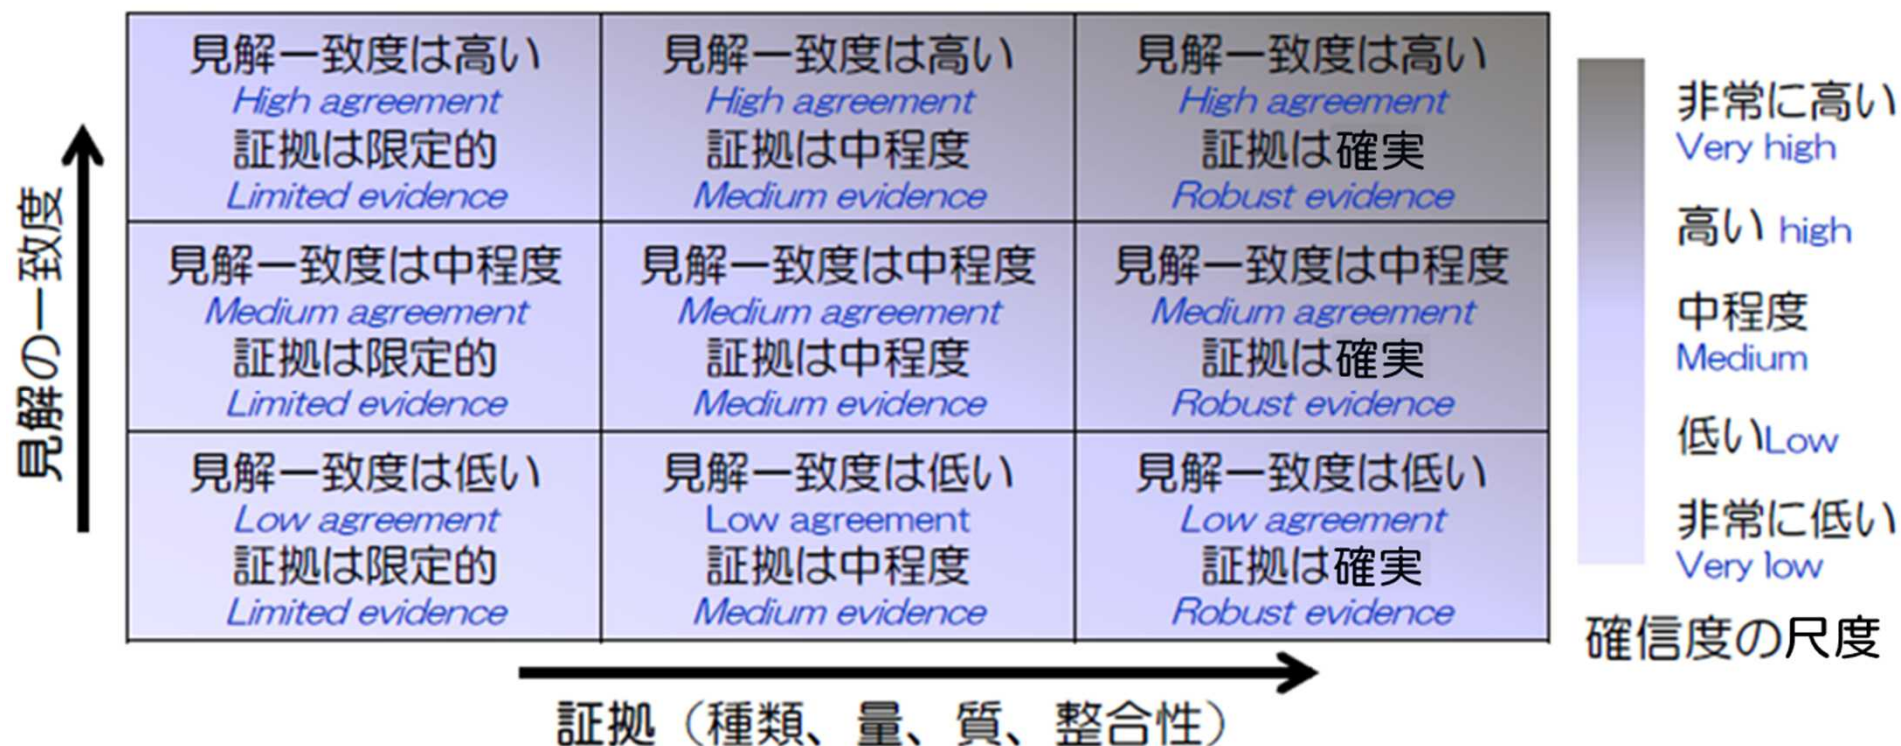 見解一致度は高い
High agreement
証拠は限定的
Limited evidence
見解一致度は高い
High agreement
証拠は中程度
Medium evidence
見解一致度は高い
High agreement
証拠は確実
Robust evidence
見解一致度は中程度
Medium agreement
証拠は限定的
Limited evidence
見解一致度は中程度
Medium agreement
証拠は中程度
Medium evidence
見解一致度は中程度
Medium agreement
証拠は確実
Robust evidence
見解一致度は低い
Low agreement
証拠は限定的
Limited evidence
見解一致度は低い
Low agreement
証拠は中程度
Medium evidence
見解一致度は低い
Low agreement
証拠は確実
Robust evidence
見解の一致度
証拠（種類、量、質、整合性）
非常に高い
Very high
高い high
中程度
Medium
低いLow
非常に低い
Very low
確信度の尺度